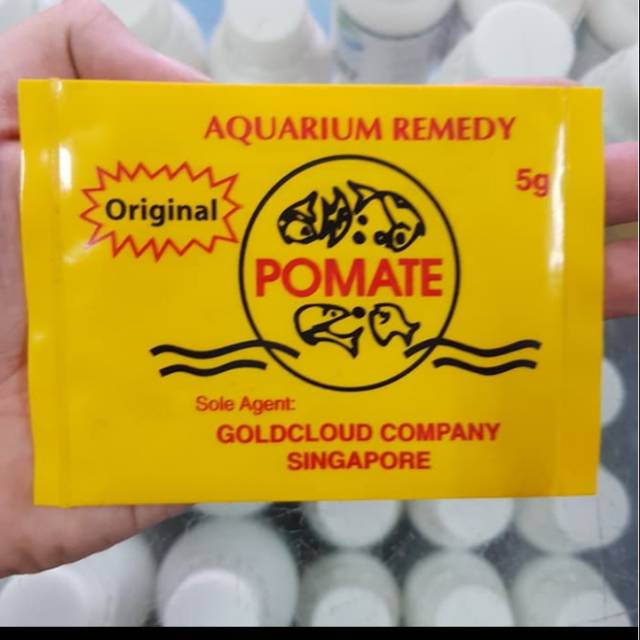 AQUARIUM REMEDY
5g
Original
POMATE
Sole Agent:
GOLDCLOUD COMPANY
SINGAPORE